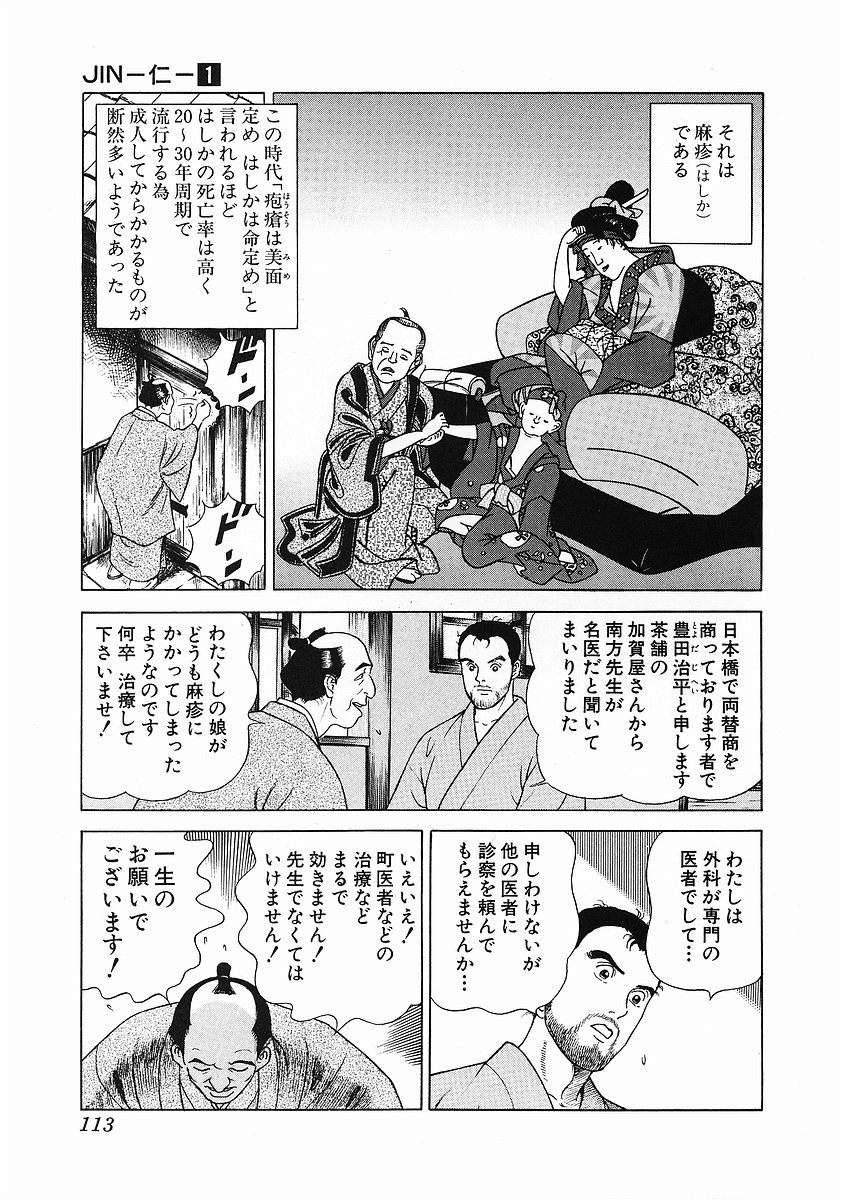 JIN―仁―1
それは
麻疹（はしか）
である
この時代「疱瘡は美面
ほうそう
みめ
定め はしかは命定め」と
言われるほど
はしかの死亡率は高く
20～30年周期で
流行する為
成人してからかかるものが
断然多いようであった
ドン
ドン
日本橋で両替商を
商っております者で
豊田治平と申します
とよだじへい
茶舗の
加賀屋さんから
南方先生が
名医だと聞いて
まいりました
わたくしの娘が
どうも麻疹に
かかってしまった
ようなのです
何卒 治療して
下さいませ！
わたしは
外科が専門の
医者でして…
申しわけないが
他の医者に
診察を頼んで
もらえませんか…
いえいえ！
町医者などの
治療など
まるで
効きません！
先生でなくては
いけません！
一生の
お願いで
ございます！
113